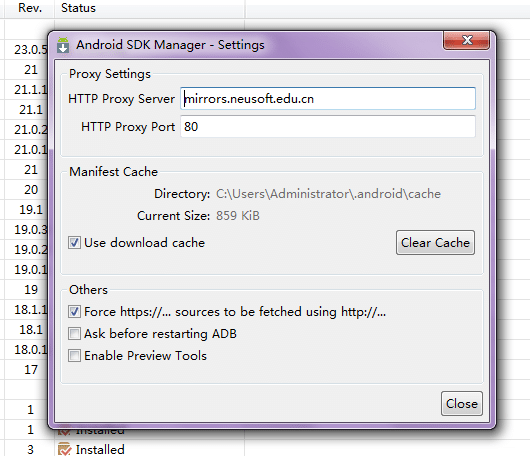 Rev. Status
Android SDK Manager - Settings
23.0.5
21
21.1.1
21.1
21.0.2
21.0.1
21
20
19.1
19.0.3
19.0.2
19.0.1
19
18.1.1
18.1
18.0.1
17
1
1 Installed
3 Installed
Proxy Settings
HTTP Proxy Server mirrors.neusoft.edu.cn
HTTP Proxy Port 80
Manifest Cache
Directory: C:\Users\Administrator\.android\cache
Current Size: 859 KiB
Use download cache Clear Cache
Others
Force https://... sources to be fetched using http://...
Ask before restarting ADB
Enable Preview Tools
Close